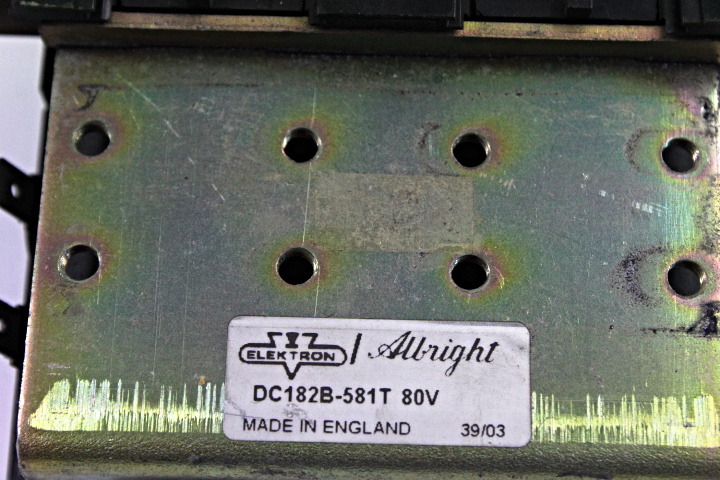 ELEKTRON Albright
DC182B-581T 80V
MADE IN ENGLAND 39/03